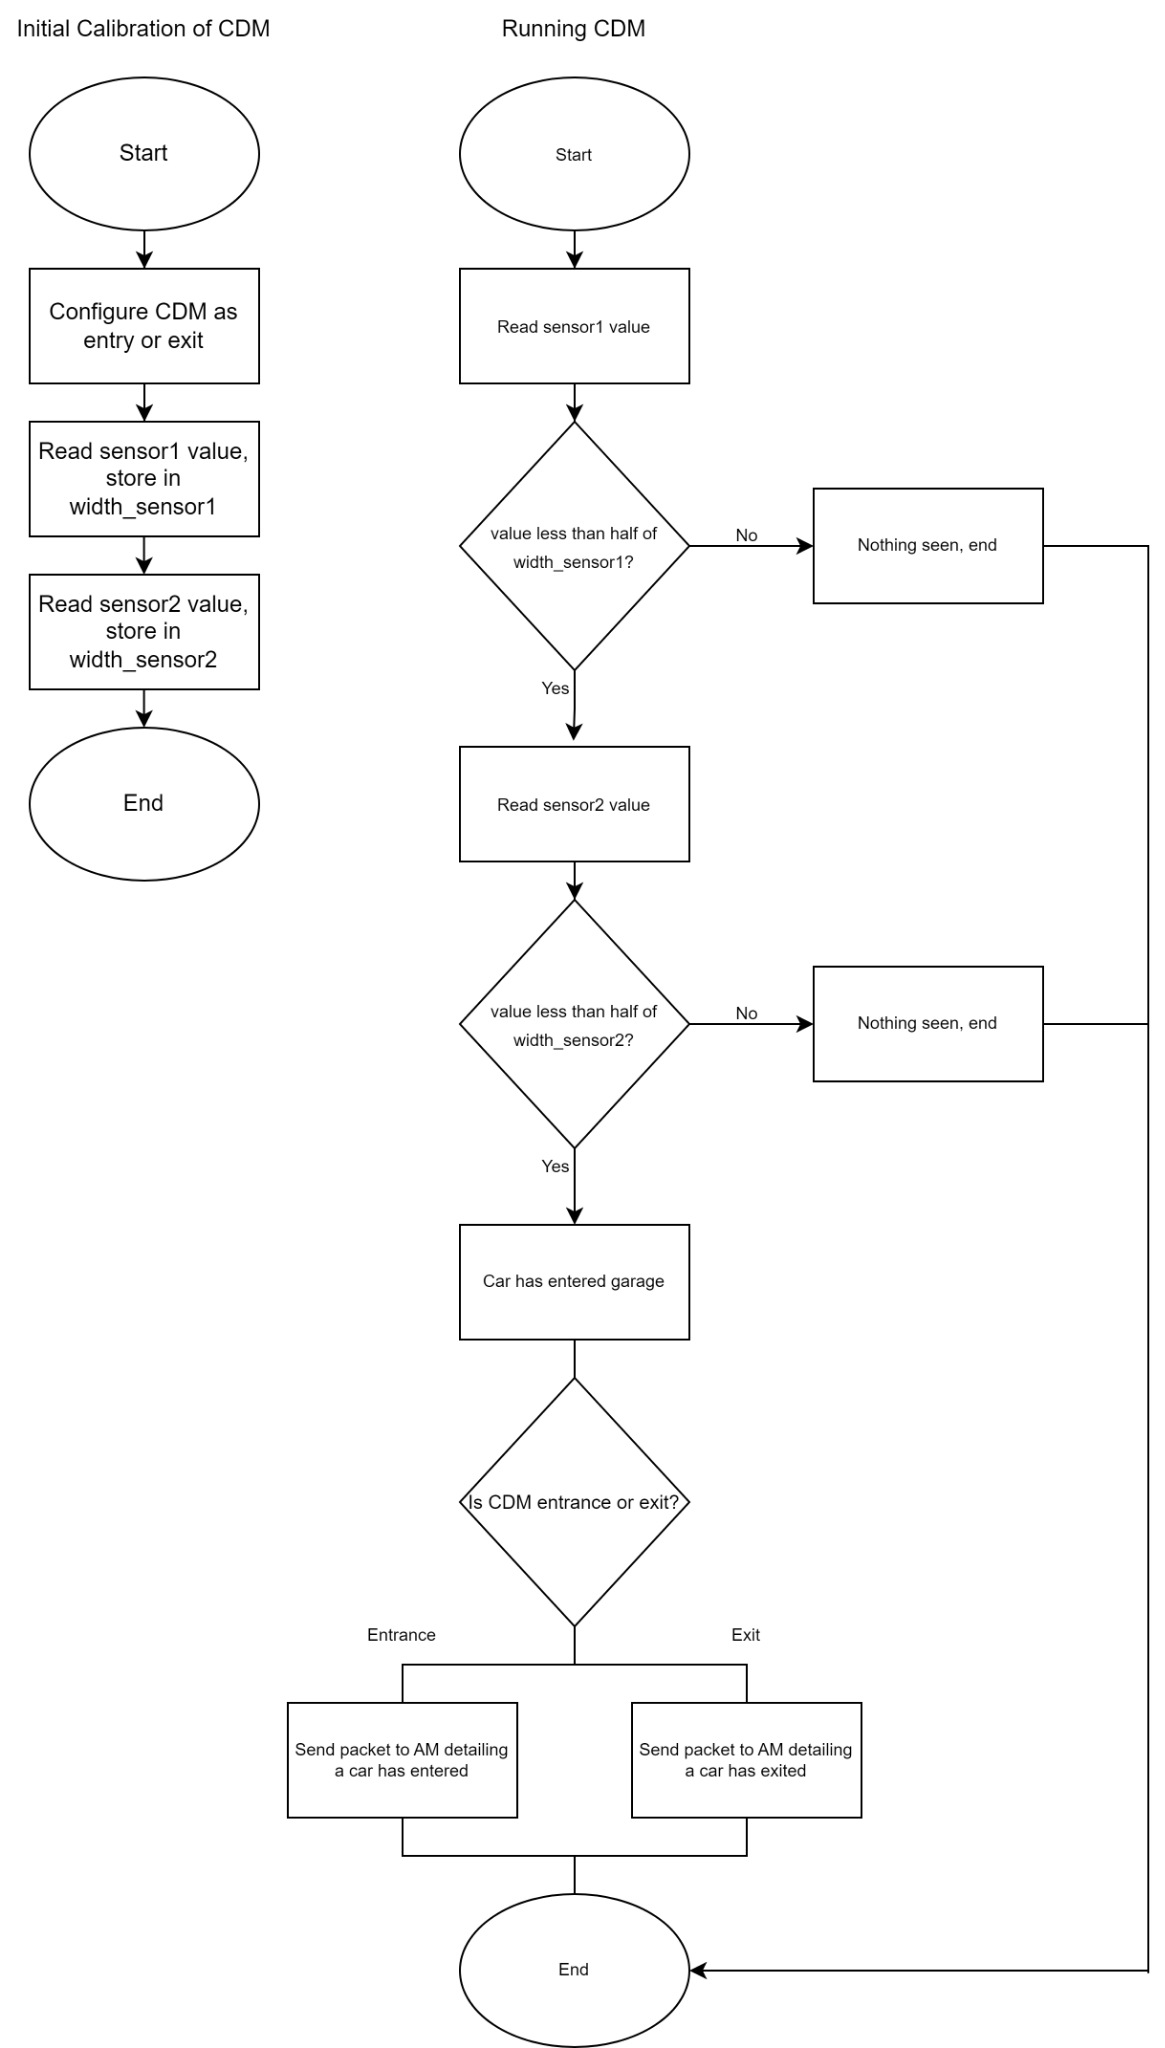 Initial Calibration of CDM
Start
Configure CDM as
entry or exit
Read sensor1 value,
store in
width_sensor1
Read sensor2 value,
store in
width_sensor2
End
Running CDM
Start
Read sensor1 value
value less than half of
width_sensor1?
No
Nothing seen, end
Yes
Read sensor2 value
value less than half of
width_sensor2?
No
Nothing seen, end
Yes
Car has entered garage
Is CDM entrance or exit?
Entrance
Exit
Send packet to AM detailing
a car has entered
Send packet to AM detailing
a car has exited
End